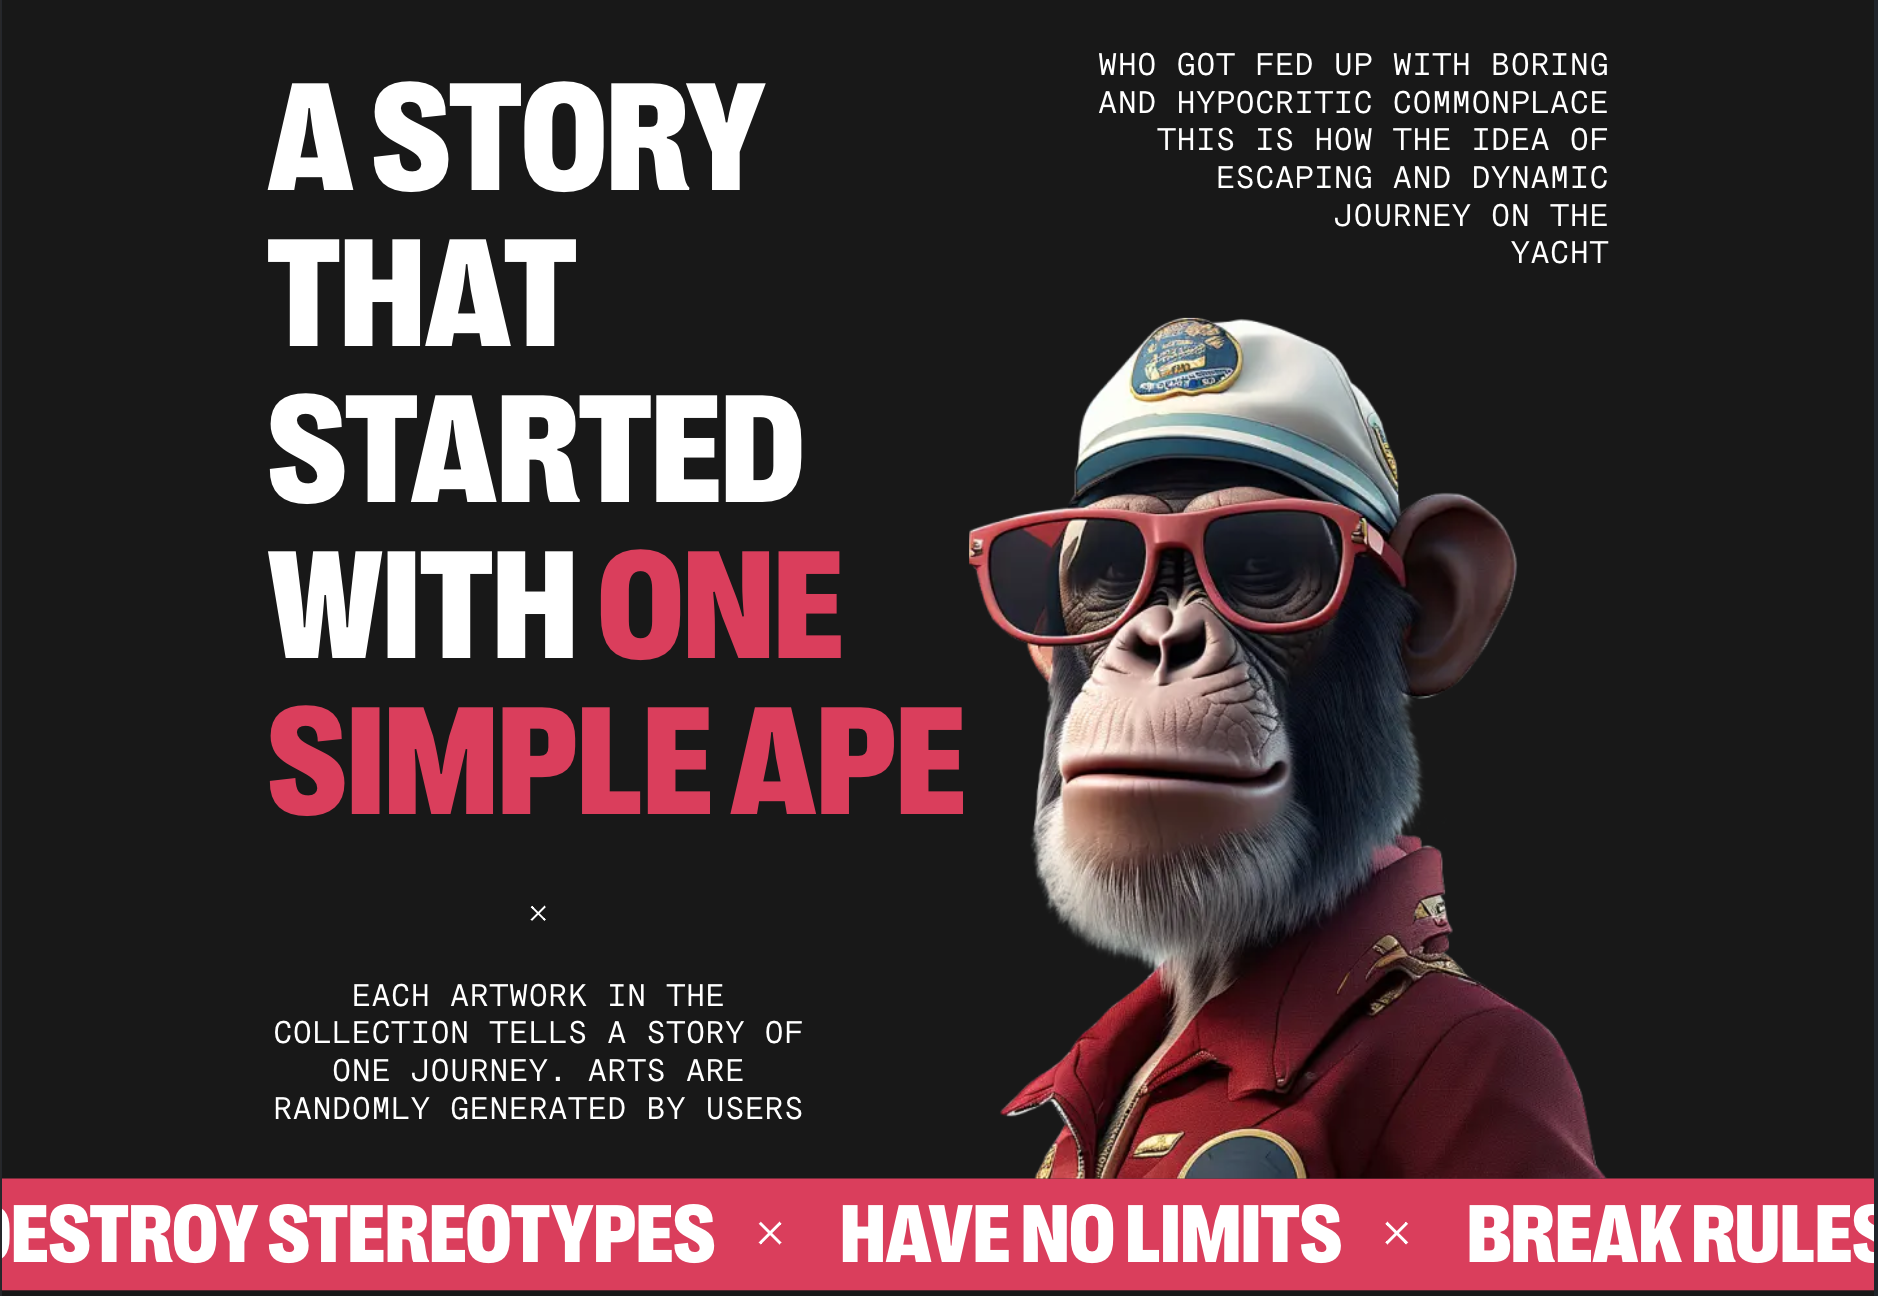 A STORY
THAT
STARTED
WITH ONE
SIMPLE APE
WHO GOT FED UP WITH BORING
AND HYPOCRITIC COMMONPLACE
THIS IS HOW THE IDEA OF
ESCAPING AND DYNAMIC
JOURNEY ON THE
YACHT
×
EACH ARTWORK IN THE
COLLECTION TELLS A STORY OF
ONE JOURNEY. ARTS ARE
RANDOMLY GENERATED BY USERS
DESTROY STEREOTYPES × HAVE NO LIMITS × BREAK RULES